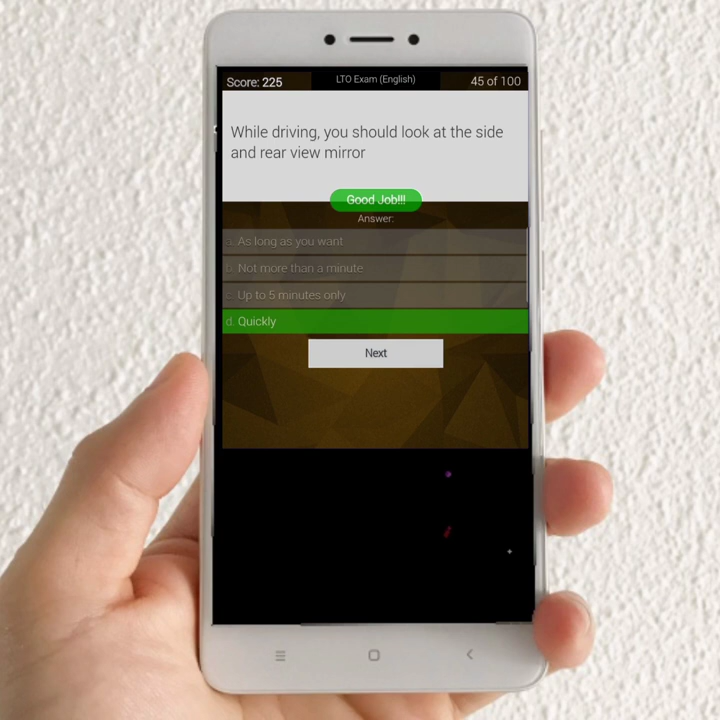 Score: 225
LTO Exam (English)
45 of 100
While driving, you should look at the side
and rear view mirror
Good Job!!!
Answer:
a. As long as you want
b. Not more than a minute
c. Up to 5 minutes only
d. Quickly
Next